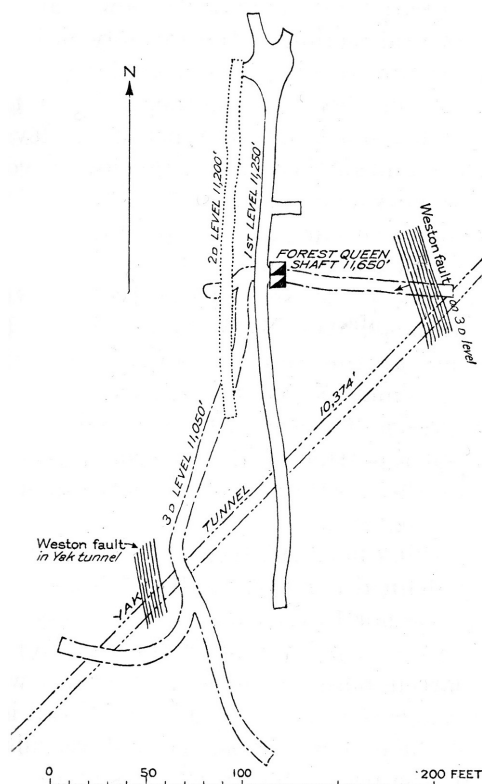 N
2D LEVEL 11,200'
1ST LEVEL 11,250'
FOREST QUEEN
SHAFT 11,650'
Weston fault
on 3D level
10,374'
3D LEVEL 11,050'
TUNNEL
Weston fault
in Yak tunnel
YAK
0 50 100 200 FEET